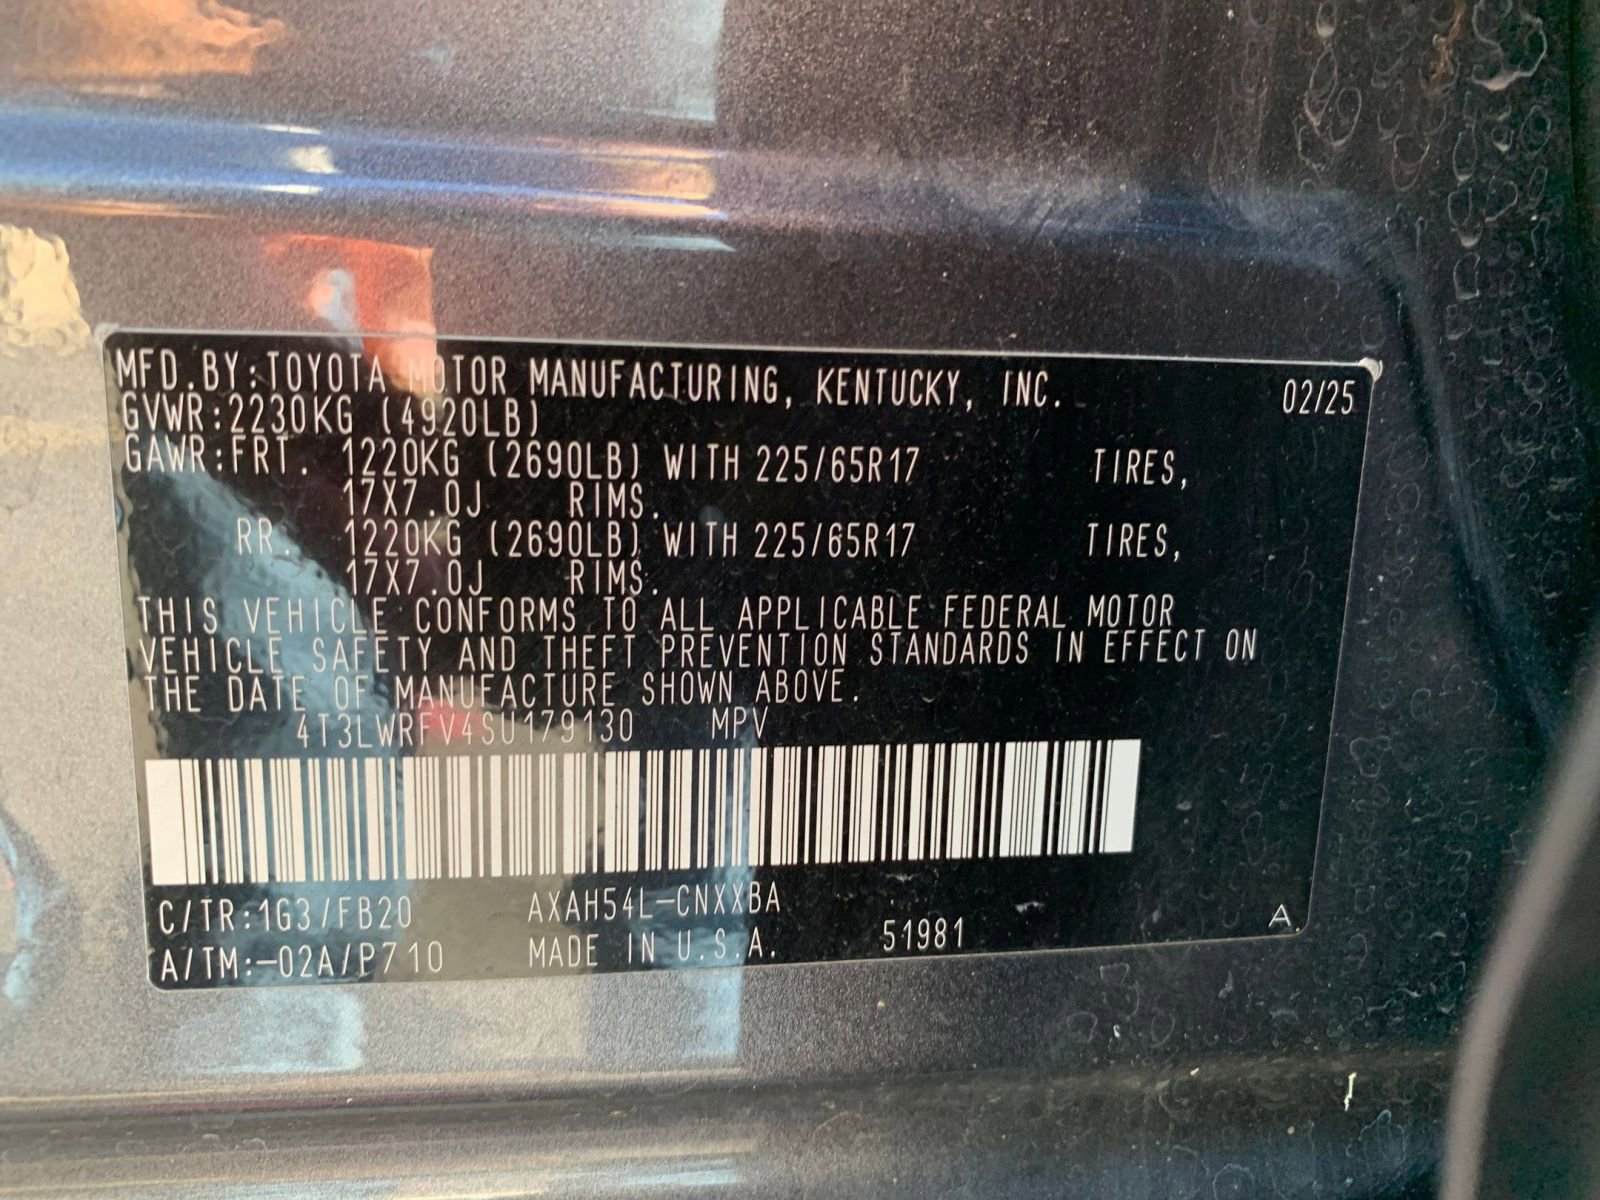 MFD.BY:TOYOTA MOTOR MANUFACTURING, KENTUCKY, INC. 02/25
GVWR:2230KG (4920LB)
GAWR:FRT. 1220KG (2690LB) WITH 225/65R17 TIRES,
17X7.0J RIMS.
RR. 1220KG (2690LB) WITH 225/65R17 TIRES,
17X7.0J RIMS.
THIS VEHICLE CONFORMS TO ALL APPLICABLE FEDERAL MOTOR
VEHICLE SAFETY AND THEFT PREVENTION STANDARDS IN EFFECT ON
THE DATE OF MANUFACTURE SHOWN ABOVE.
4T3LWRFV4SU179130 MPV
C/TR:1G3/FB20 AXAH54L-CNXXBA
A/TM:-02A/P710 MADE IN U.S.A. 51981 A